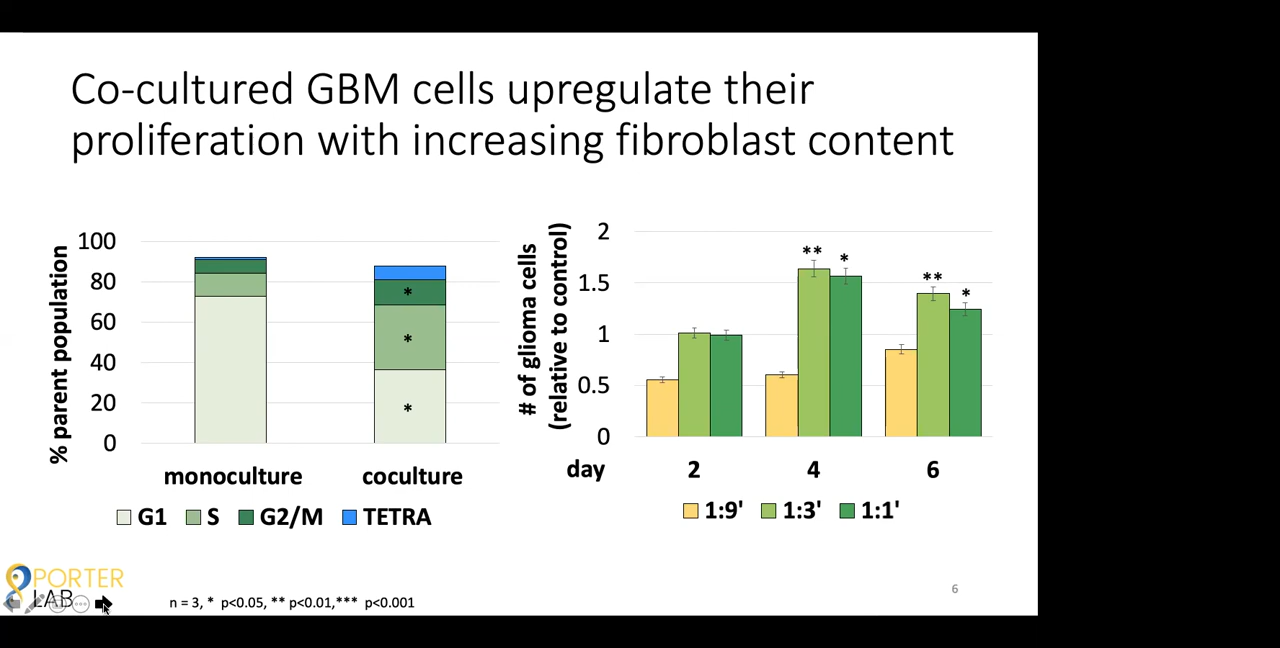 Co-cultured GBM cells upregulate their
proliferation with increasing fibroblast content
% parent population
100
80
60
40
20
0
monoculture coculture
* 
*
*
G1 S G2/M TETRA
# of glioma cells
(relative to control)
2
1.5
1
0.5
0
** * ** *
day 2 4 6
1:9' 1:3' 1:1'
PORTER
LAB
n = 3, * p<0.05, ** p<0.01,*** p<0.001
6